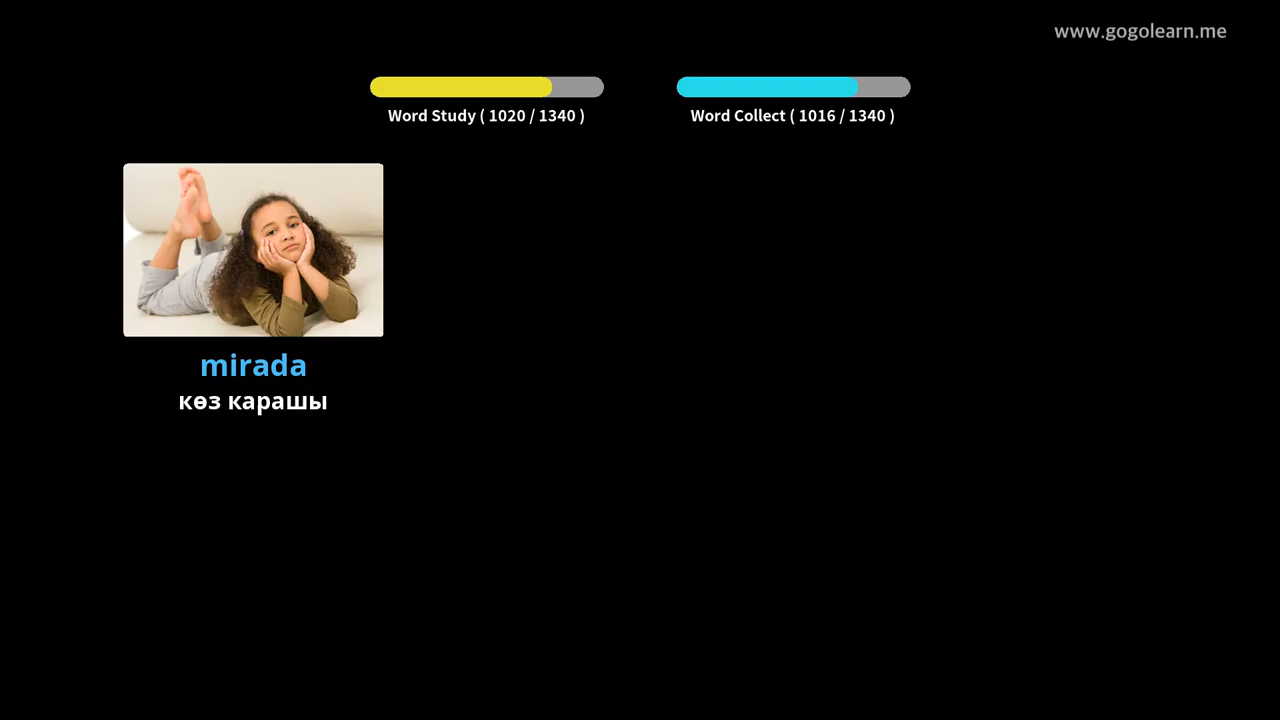 www.gogolearn.me
Word Study ( 1020 / 1340 )
Word Collect ( 1016 / 1340 )
mirada
көз карашы